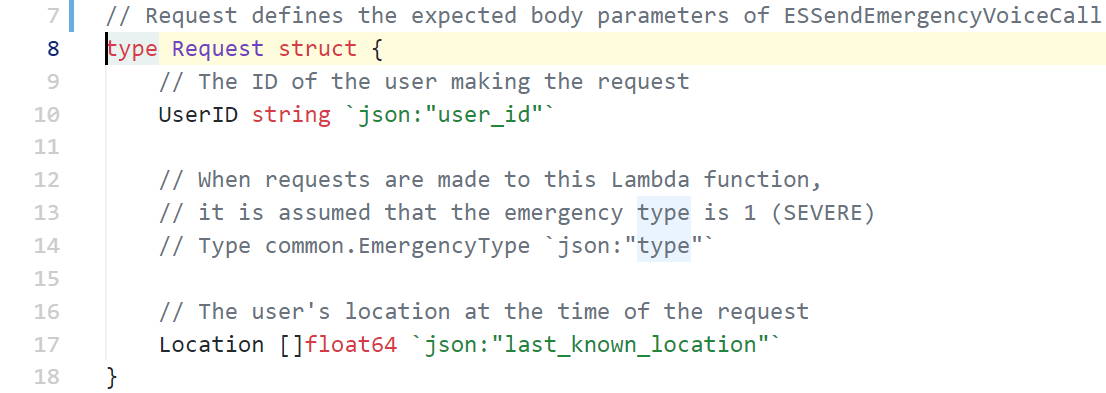 7 // Request defines the expected body parameters of ESSendEmergencyVoiceCall
8 type Request struct {
9 // The ID of the user making the request
10 UserID string `json:"user_id"`
11
12 // When requests are made to this Lambda function,
13 // it is assumed that the emergency type is 1 (SEVERE)
14 // Type common.EmergencyType `json:"type"`
15
16 // The user's location at the time of the request
17 Location []float64 `json:"last_known_location"`
18 }